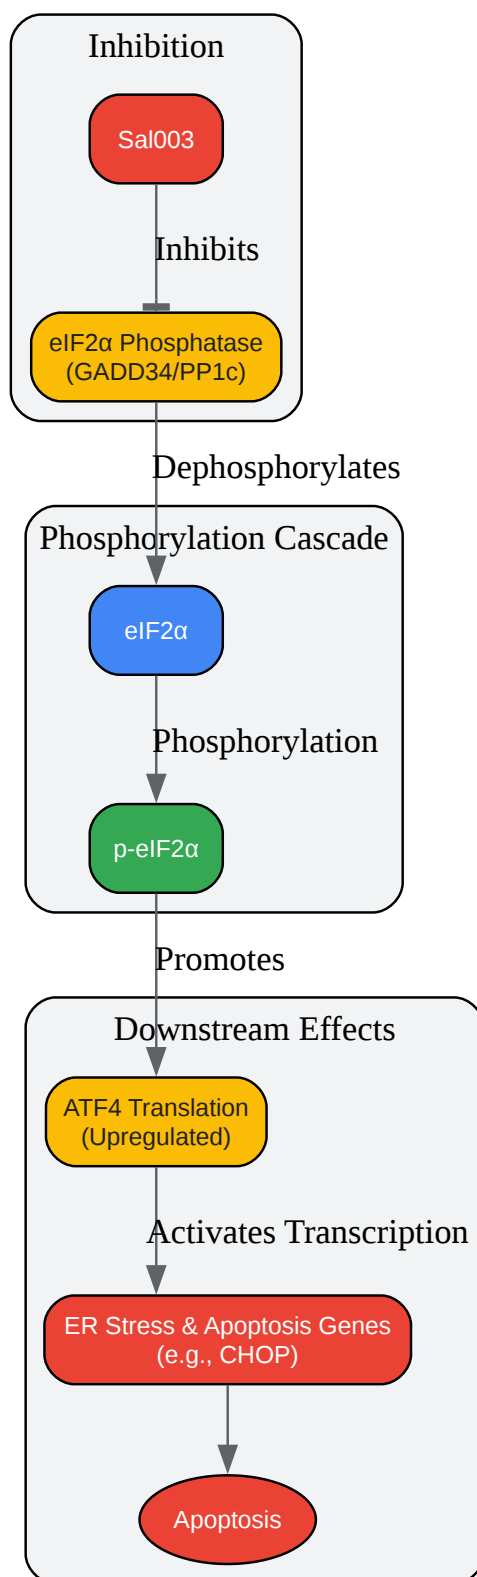 Inhibition
Sal003
Inhibits
eIF2α Phosphatase
(GADD34/PP1c)
Dephosphorylates
Phosphorylation Cascade
eIF2α
Phosphorylation
p-eIF2α
Promotes
Downstream Effects
ATF4 Translation
(Upregulated)
Activates Transcription
ER Stress & Apoptosis Genes
(e.g., CHOP)
Apoptosis